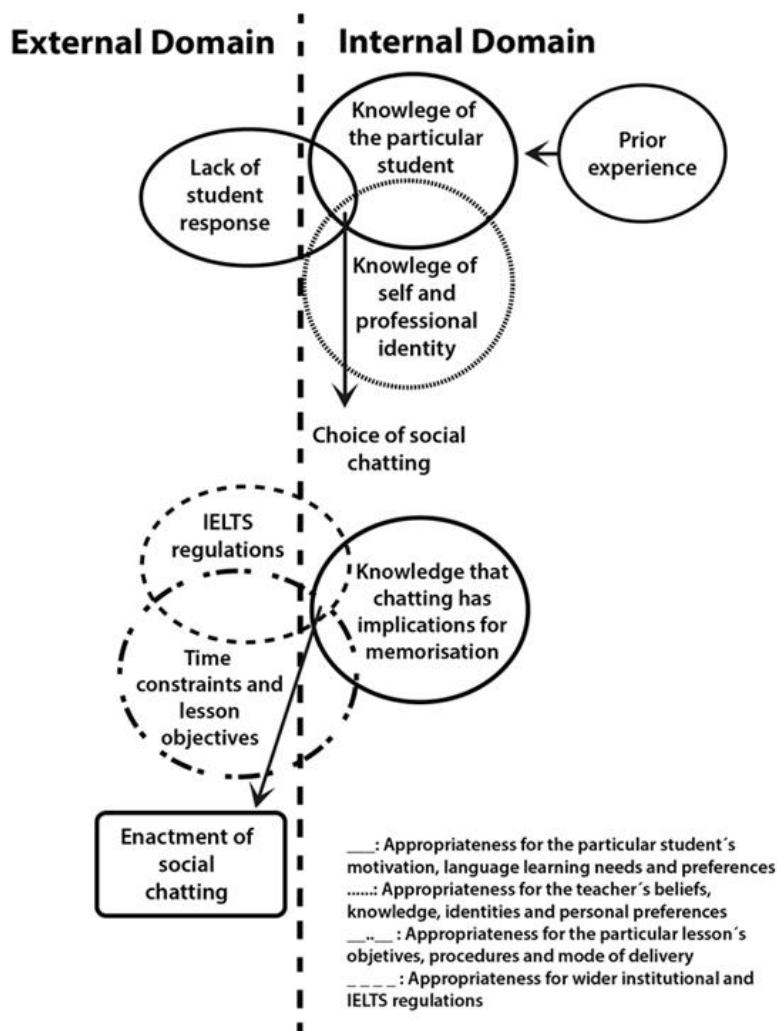 External Domain
Internal Domain
Knowlege of
the particular
student
Prior
experience
Lack of
student
response
Knowlege of
self and
professional
identity
Choice of social
chatting
IELTS
regulations
Knowledge that
chatting has
implications for
memorisation
Time
constraints and
lesson
objectives
Enactment of
social
chatting
___: Appropriateness for the particular student´s
motivation, language learning needs and preferences
......: Appropriateness for the teacher´s beliefs,
knowledge, identities and personal preferences
__..__ : Appropriateness for the particular lesson´s
objetives, procedures and mode of delivery
_ _ _ _ : Appropriateness for wider institutional and
IELTS regulations